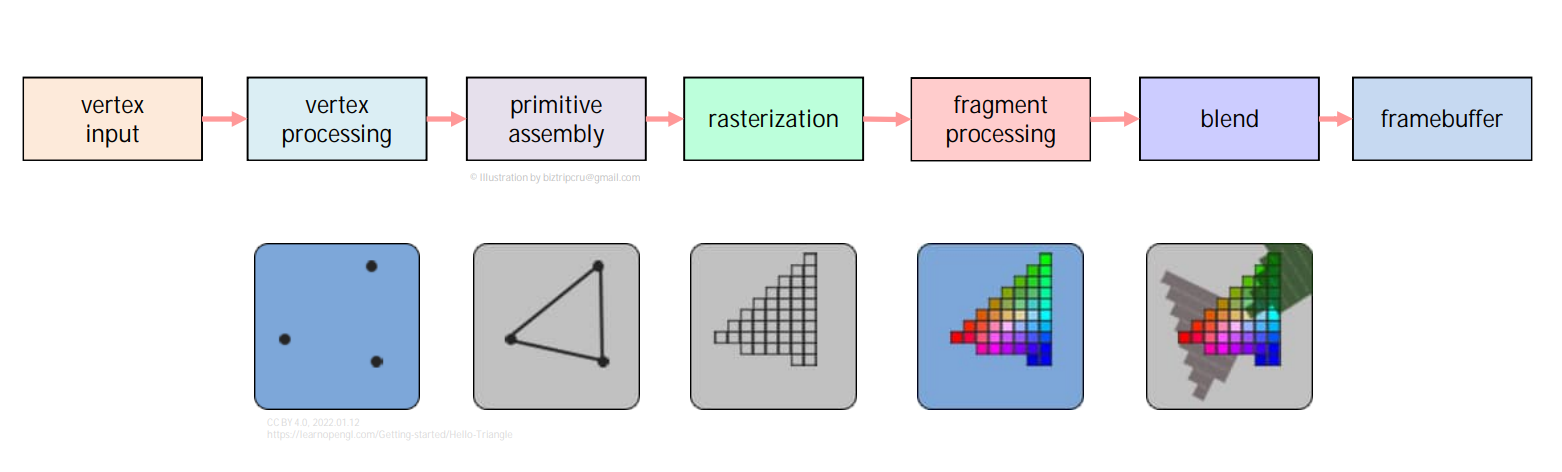 vertex
input
vertex
processing
primitive
assembly
rasterization
fragment
processing
blend
framebuffer
© Illustration by biztripcru@gmail.com
CC BY 4.0, 2022.01.12
https://learnopengl.com/Getting-started/Hello-Triangle